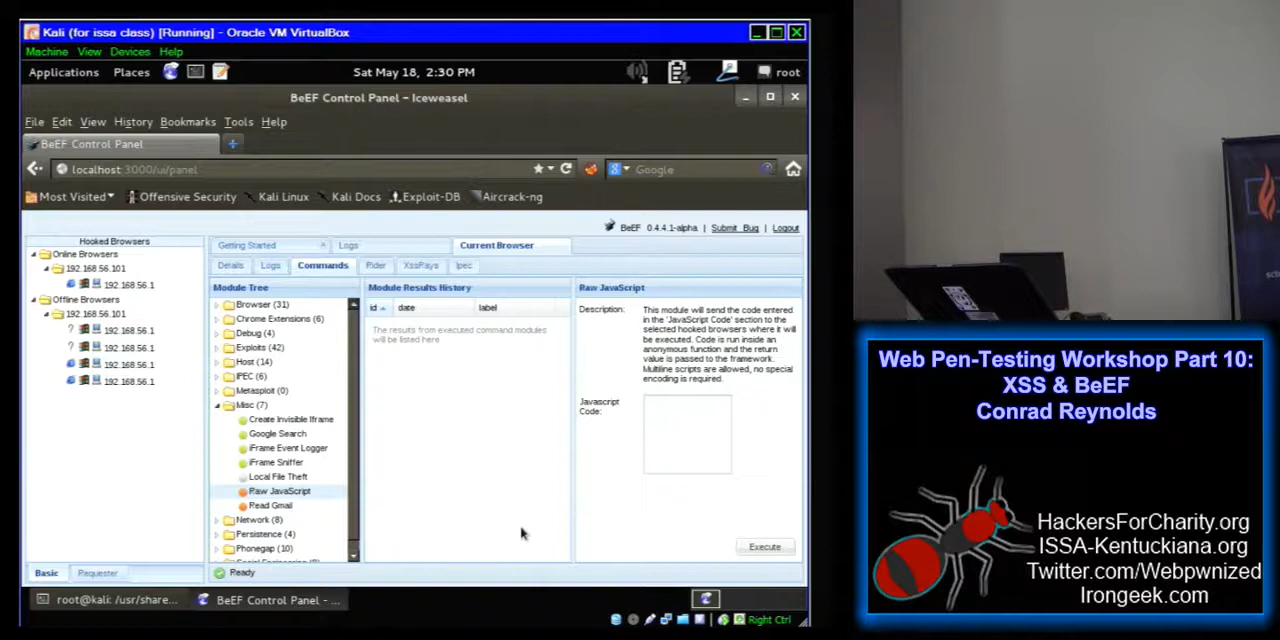 Kali (for issa class) [Running] - Oracle VM VirtualBox
Machine View Devices Help
Applications Places Sat May 18, 2:30 PM root
BeEF Control Panel - Iceweasel
File Edit View History Bookmarks Tools Help
BeEF Control Panel
localhost:3000/ui/panel Google
Most Visited Offensive Security Kali Linux Kali Docs Exploit-DB Aircrack-ng
BeEF 0.4.4.1-alpha | Submit Bug | Logout
Hooked Browsers
Online Browsers
192.168.56.101
192.168.56.1
Offline Browsers
192.168.56.101
? 192.168.56.1
? 192.168.56.1
192.168.56.1
192.168.56.1
Basic Requester
Getting Started Logs Current Browser
Details Logs Commands Rider XssRays Ipec
Module Tree
Browser (31)
Chrome Extensions (6)
Debug (4)
Exploits (42)
Host (14)
IPEC (6)
Metasploit (0)
Misc (7)
Create Invisible Iframe
Google Search
iFrame Event Logger
iFrame Sniffer
Local File Theft
Raw JavaScript
Read Gmail
Network (8)
Persistence (4)
Phonegap (10)
Module Results History
id date label
The results from executed command modules
will be listed here
Raw JavaScript
Description: This module will send the code entered
in the 'JavaScript Code' section to the
selected hooked browsers where it will
be executed. Code is run inside an
anonymous function and the return
value is passed to the framework.
Multiline scripts are allowed, no special
encoding is required.
Javascript
Code:
Execute
Ready
root@kali: /usr/share... BeEF Control Panel - ...
Right Ctrl
Web Pen-Testing Workshop Part 10:
XSS & BeEF
Conrad Reynolds
HackersForCharity.org
ISSA-Kentuckiana.org
Twitter.com/Webpwnized
Irongeek.com